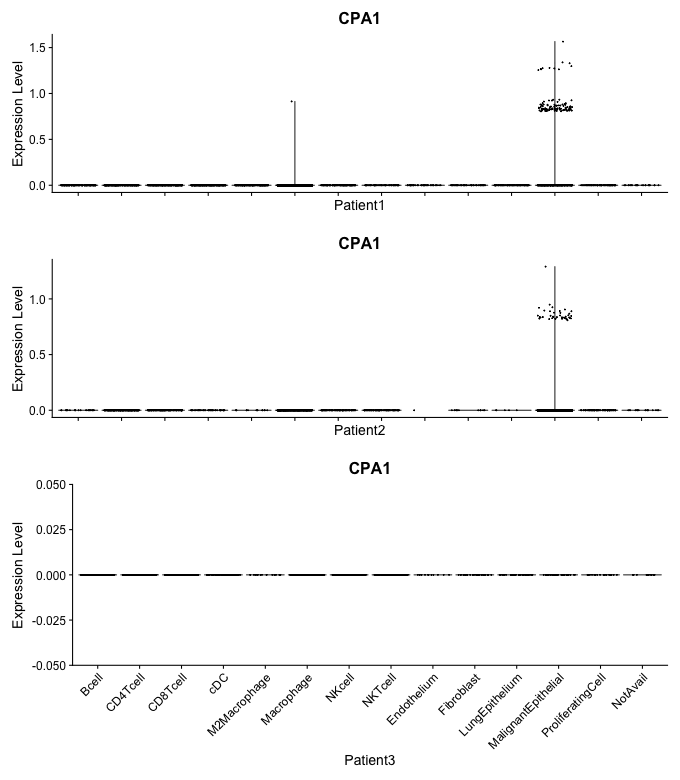 CPA1
Expression Level
1.5
1.0
0.5
0.0
Patient1
CPA1
Expression Level
1.0
0.5
0.0
Patient2
CPA1
Expression Level
0.050
0.025
0.000
-0.025
-0.050
Bcell
CD4Tcell
CD8Tcell
cDC
M2Macrophage
Macrophage
NKcell
NKTcell
Endothelium
Fibroblast
LungEpithelium
MalignantEpithelial
ProliferatingCell
NotAvail
Patient3